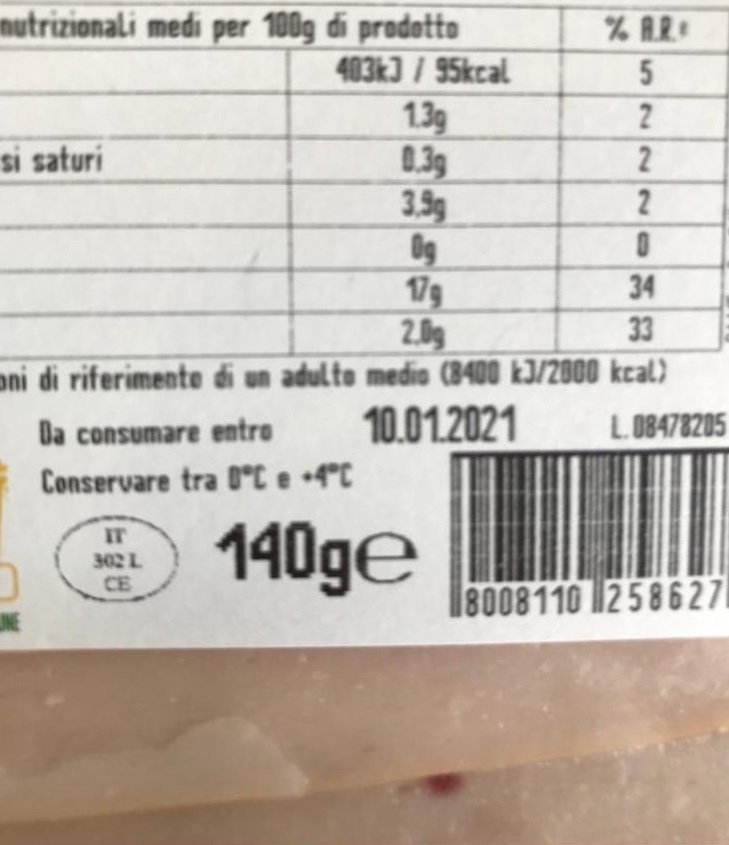 nutrizionali medi per 100g di prodotto % A.R.*
403kJ / 95kcal 5
1.3g 2
si saturi 0.3g 2
3.9g 2
0g 0
17g 34
2.0g 33
oni di riferimento di un adulto medio (8400 kJ/2000 kcal)
Da consumare entro 10.01.2021 L.08478205
Conservare tra 0°C e +4°C
IT
302 L
CE
140g e
8008110 258627
UNE